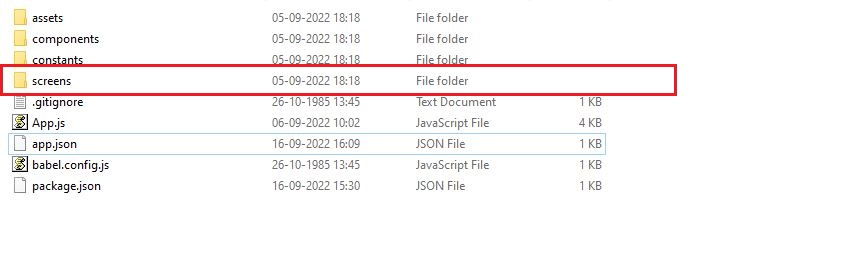 assets 05-09-2022 18:18 File folder
components 05-09-2022 18:18 File folder
constants 05-09-2022 18:18 File folder
screens 05-09-2022 18:18 File folder
.gitignore 26-10-1985 13:45 Text Document 1 KB
App.js 06-09-2022 10:02 JavaScript File 4 KB
app.json 16-09-2022 16:09 JSON File 1 KB
babel.config.js 26-10-1985 13:45 JavaScript File 1 KB
package.json 16-09-2022 15:30 JSON File 1 KB